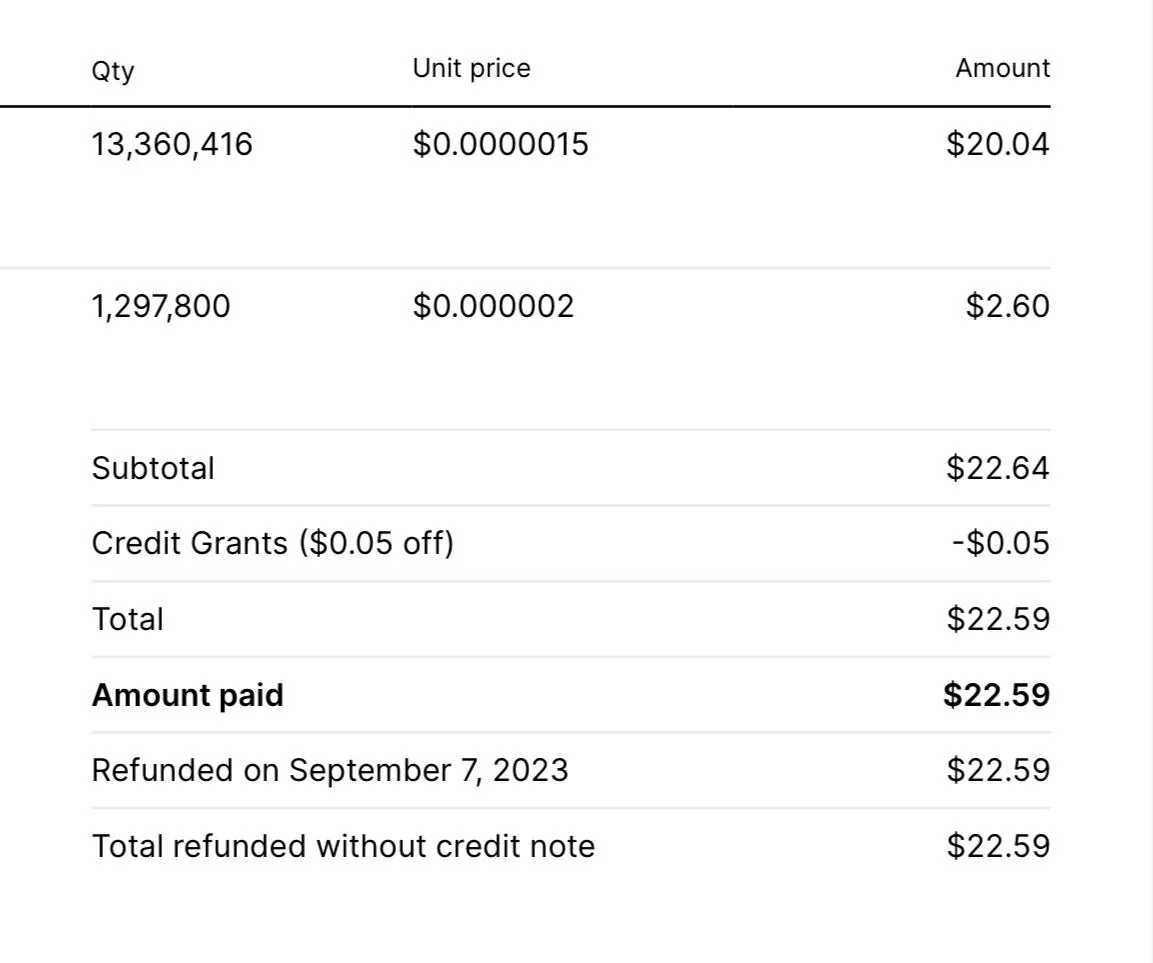 Qty Unit price Amount
13,360,416 $0.0000015 $20.04
1,297,800 $0.000002 $2.60
Subtotal $22.64
Credit Grants ($0.05 off) -$0.05
Total $22.59
Amount paid $22.59
Refunded on September 7, 2023 $22.59
Total refunded without credit note $22.59